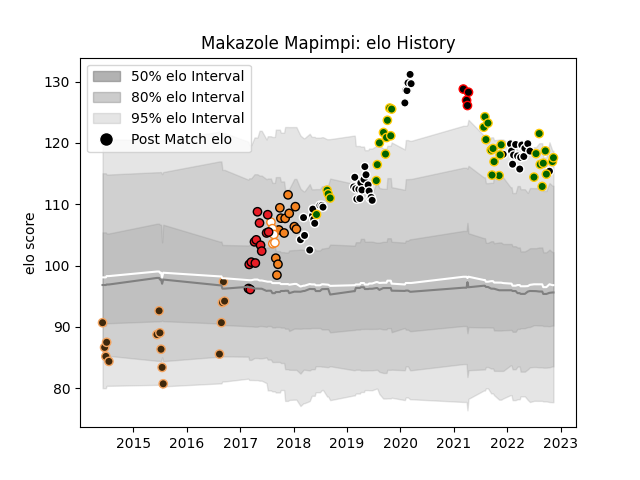 Makazole Mapimpi: elo History
50% elo Interval
80% elo Interval
95% elo Interval
Post Match elo
elo score
130
120
110
100
90
80
2015 2016 2017 2018 2019 2020 2021 2022 2023